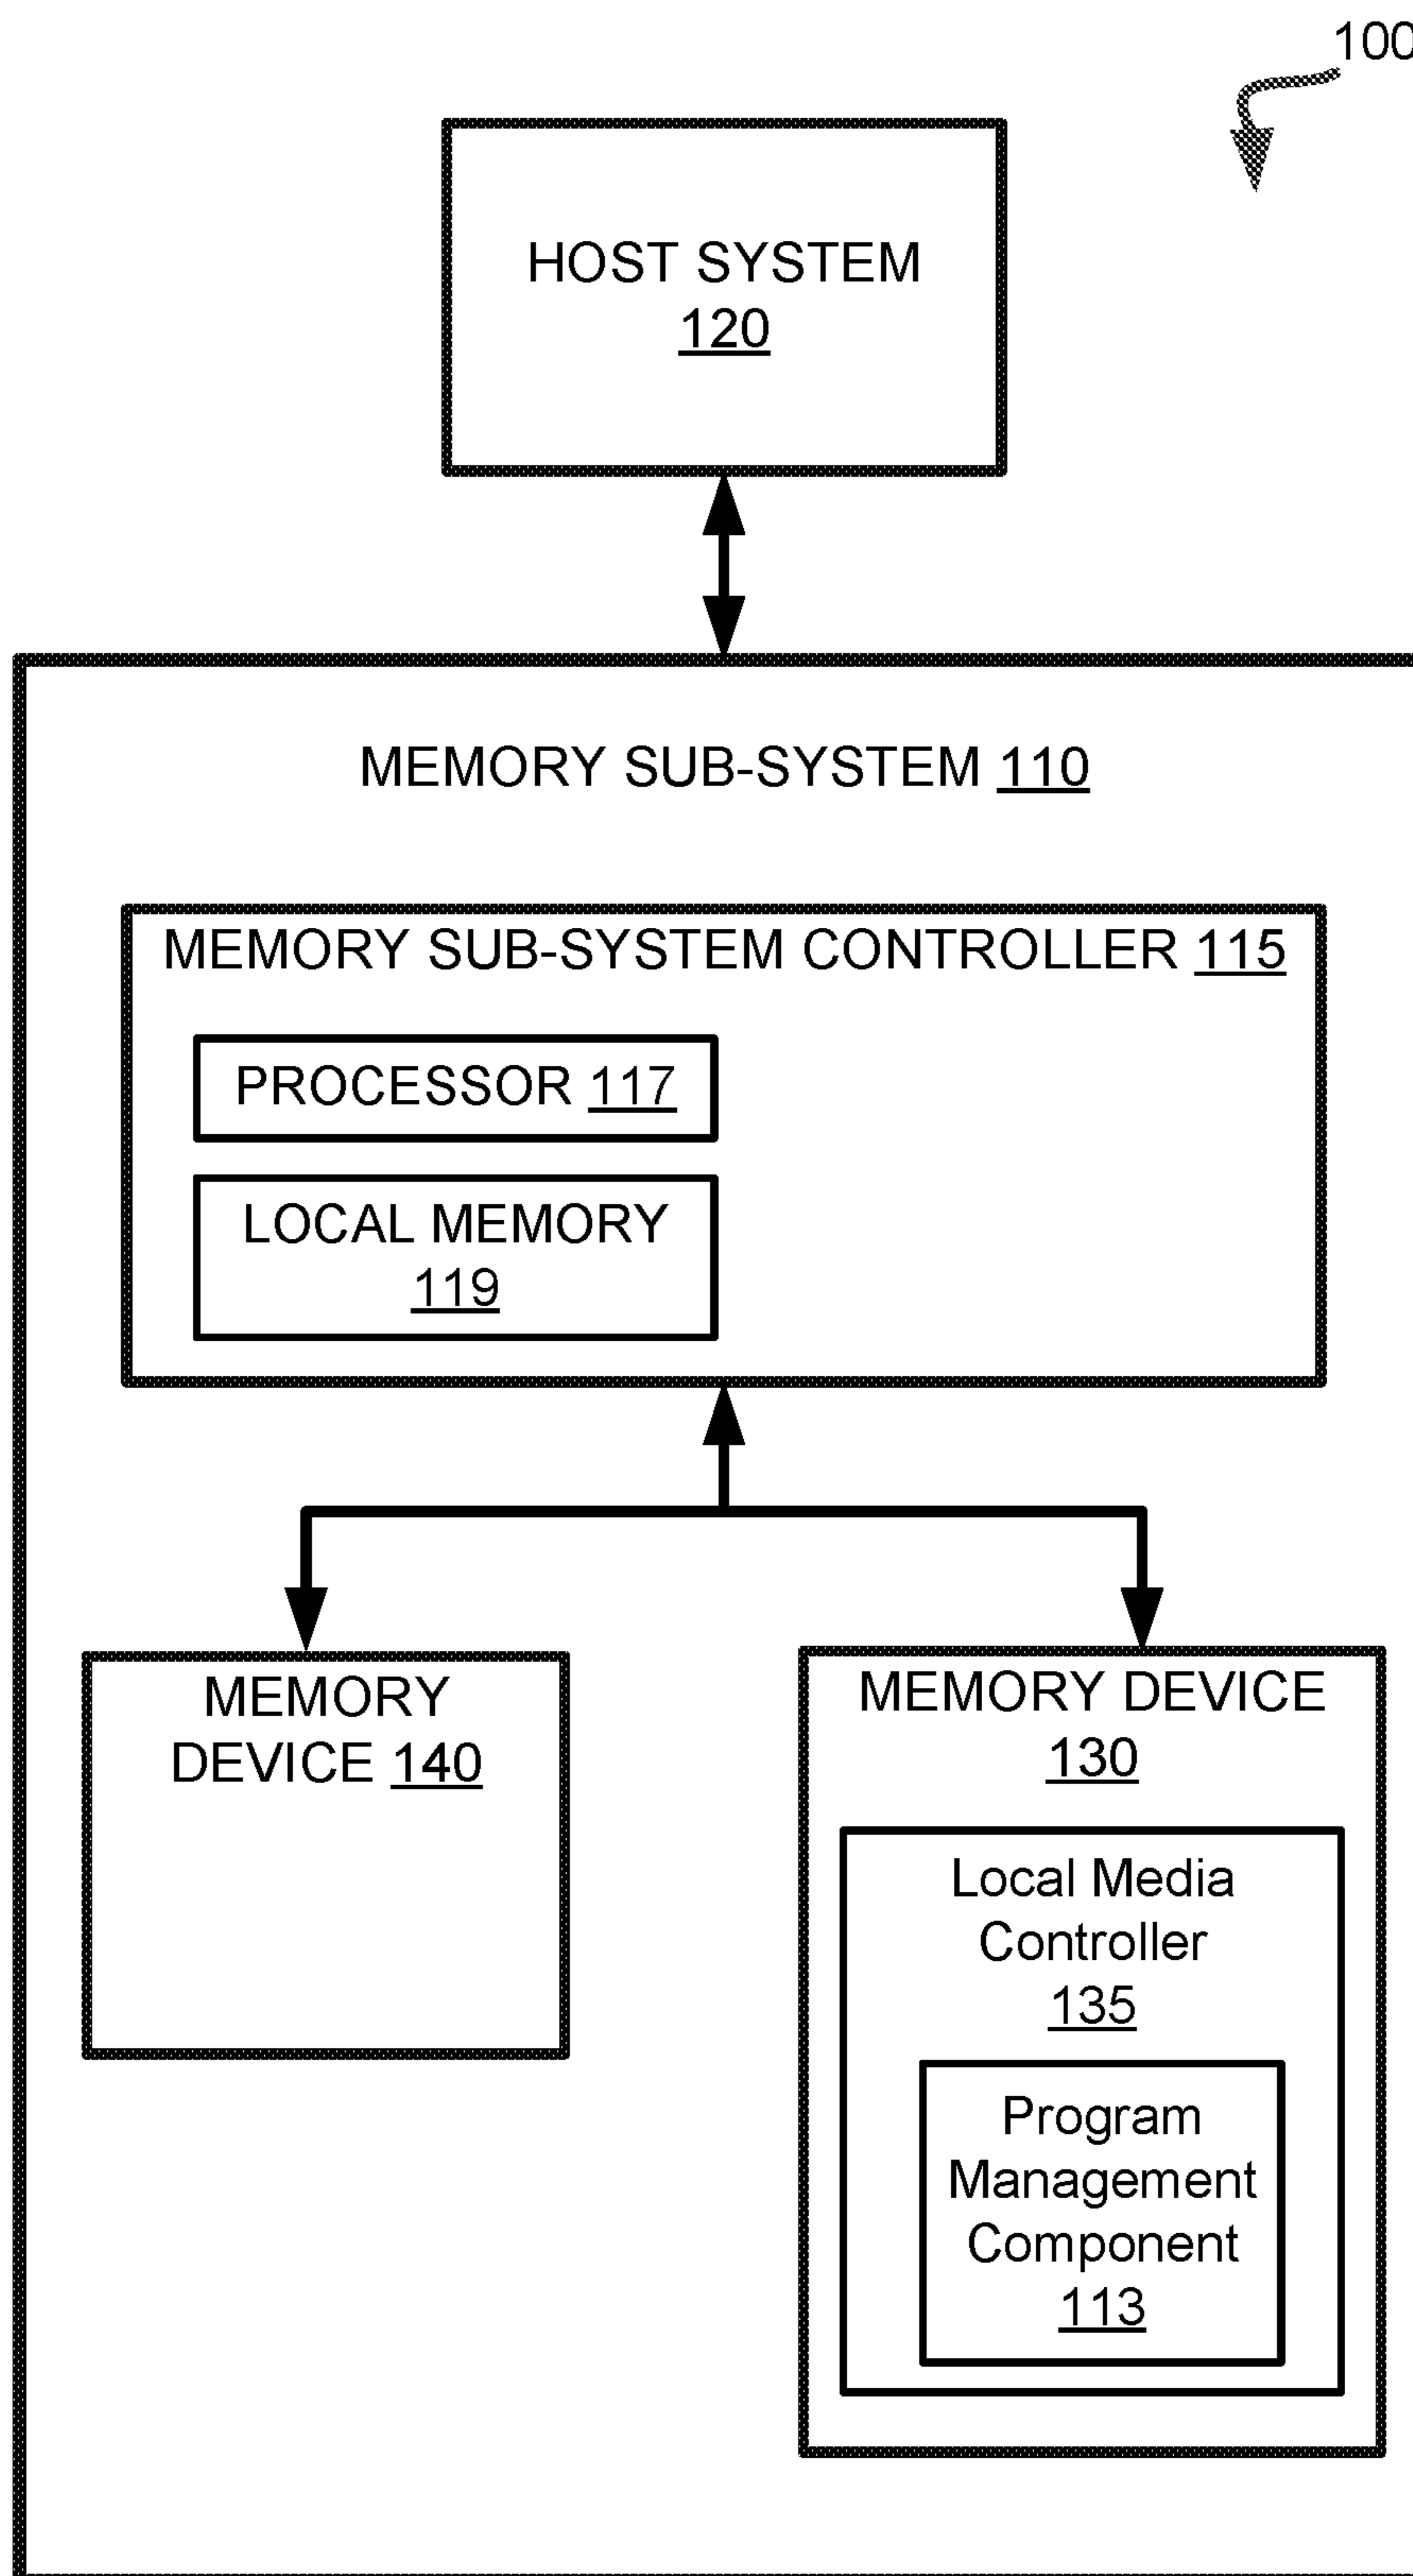 100
HOST SYSTEM
120
MEMORY SUB-SYSTEM 110
MEMORY SUB-SYSTEM CONTROLLER 115
PROCESSOR 117
LOCAL MEMORY
119
MEMORY
DEVICE 140
MEMORY DEVICE
130
Local Media
Controller
135
Program
Management
Component
113